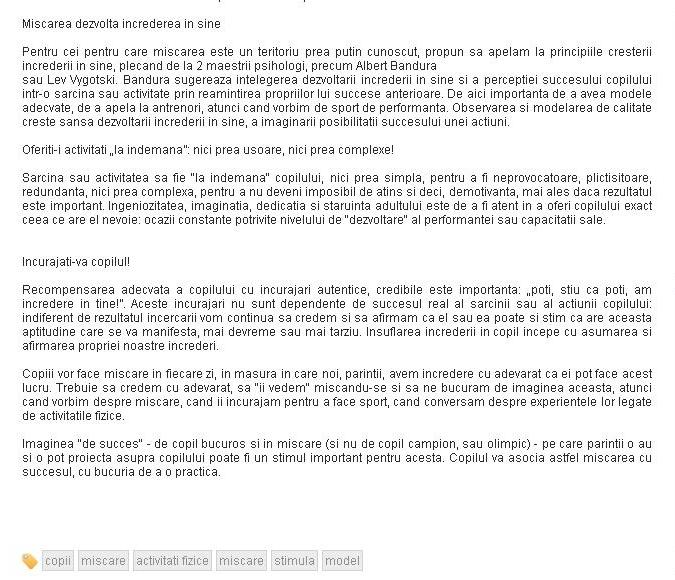 Miscarea dezvolta increderea in sine
Pentru cei pentru care miscarea este un teritoriu prea putin cunoscut, propun sa apelam la principiile cresterii
increderii in sine, plecand de la 2 maestrii psihologi, precum Albert Bandura
sau Lev Vygotski. Bandura sugereaza intelegerea dezvoltarii increderii in sine si a perceptiei succesului copilului
intr-o sarcina sau activitate prin reamintirea propriilor lui succese anterioare. De aici importanta de a avea modele
adecvate, de a apela la antrenori, atunci cand vorbim de sport de performanta. Observarea si modelarea de calitate
creste sansa dezvoltarii increderii in sine, a imaginarii posibilitatii succesului unei actiuni.
Oferiti-i activitati „la indemana”: nici prea usoare, nici prea complexe!
Sarcina sau activitatea sa fie "la indemana" copilului, nici prea simpla, pentru a fi neprovocatoare, plictisitoare,
redundanta, nici prea complexa, pentru a nu deveni imposibil de atins si deci, demotivanta, mai ales daca rezultatul
este important. Ingeniozitatea, imaginatia, dedicatia si staruinta adultului este de a fi atent in a oferi copilului exact
ceea ce are el nevoie: ocazii constante potrivite nivelului de "dezvoltare" al performantei sau capacitatii sale.
Incurajati-va copilul!
Recompensarea adecvata a copilului cu incurajari autentice, credibile este importanta: „poti, stiu ca poti, am
incredere in tine!”. Aceste incurajari nu sunt dependente de succesul real al sarcinii sau al actiunii copilului:
indiferent de rezultatul incercarii vom continua sa credem si sa afirmam ca el sau ea poate si stim ca are aceasta
aptitudine care se va manifesta, mai devreme sau mai tarziu. Insuflarea increderii in copil incepe cu asumarea si
afirmarea propriei noastre increderi.
Copiii vor face miscare in fiecare zi, in masura in care noi, parintii, avem incredere cu adevarat ca ei pot face acest
lucru. Trebuie sa credem cu adevarat, sa "ii vedem" miscandu-se si sa ne bucuram de imaginea aceasta, atunci
cand vorbim despre miscare, cand ii incurajam pentru a face sport, cand conversam despre experientele lor legate
de activitatile fizice.
Imaginea "de succes" - de copil bucuros si in miscare (si nu de copil campion, sau olimpic) - pe care parintii o au
si o pot proiecta asupra copilului poate fi un stimul important pentru acesta. Copilul va asocia astfel miscarea cu
succesul, cu bucuria de a o practica.
copii miscare activitati fizice miscare stimula model